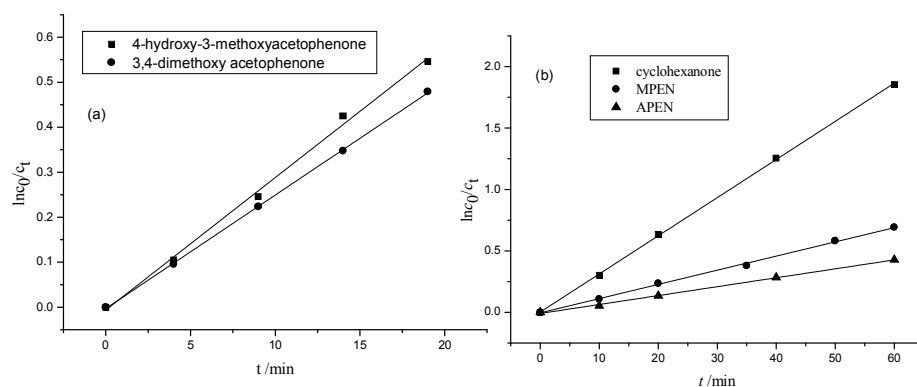 (a)
4-hydroxy-3-methoxyacetophenone
3,4-dimethoxy acetophenone
0.6
0.5
0.4
0.3
0.2
0.1
0.0
lnc₀/cₜ
0
5
10
15
20
t /min
(b)
cyclohexanone
MPEN
APEN
2.0
1.5
1.0
0.5
0.0
lnc₀/cₜ
0
10
20
30
40
50
60
t /min